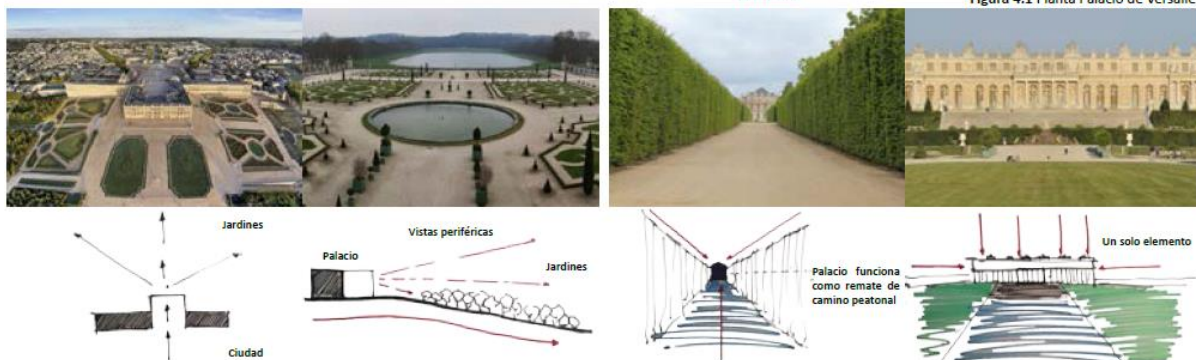 Figura 4.1 Planta Palacio de Versalle
Jardines
Ciudad
Vistas periféricas
Palacio
Jardines
Palacio funciona
como remate de
camino peatonal
Un solo elemento